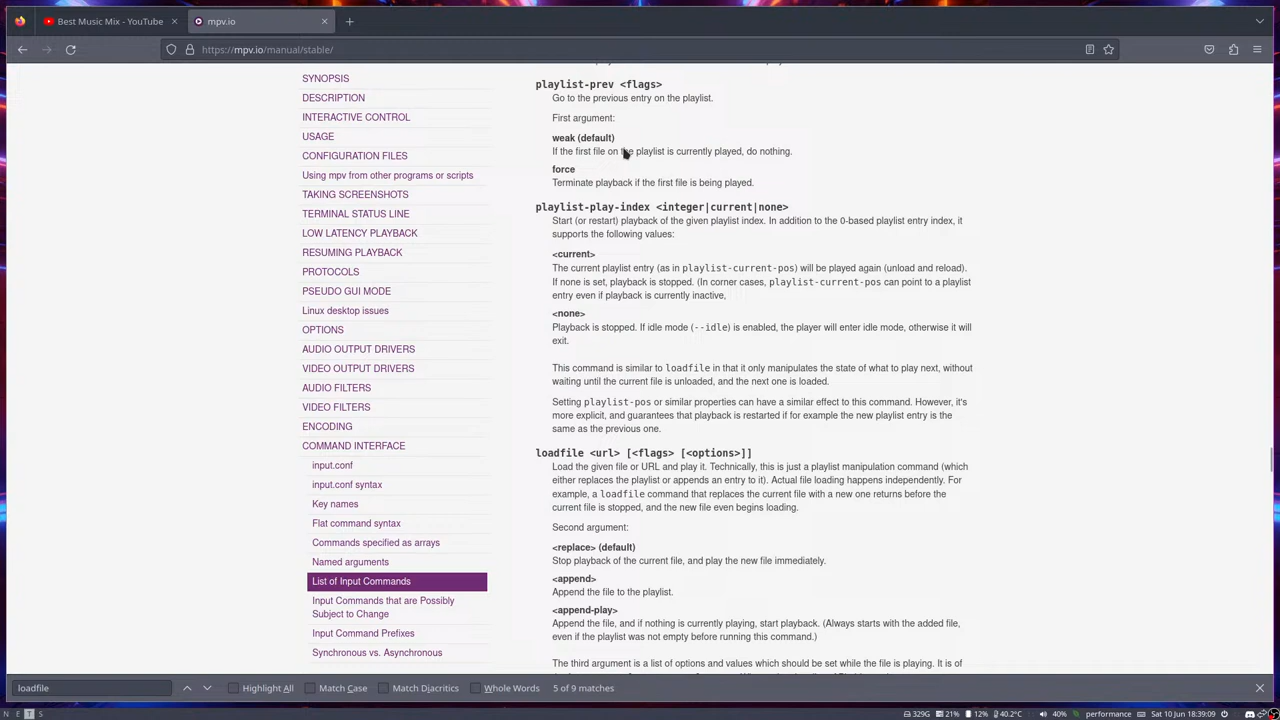 Best Music Mix - YouTube
mpv.io
https://mpv.io/manual/stable/
SYNOPSIS
DESCRIPTION
INTERACTIVE CONTROL
USAGE
CONFIGURATION FILES
Using mpv from other programs or scripts
TAKING SCREENSHOTS
TERMINAL STATUS LINE
LOW LATENCY PLAYBACK
RESUMING PLAYBACK
PROTOCOLS
PSEUDO GUI MODE
Linux desktop issues
OPTIONS
AUDIO OUTPUT DRIVERS
VIDEO OUTPUT DRIVERS
AUDIO FILTERS
VIDEO FILTERS
ENCODING
COMMAND INTERFACE
input.conf
input.conf syntax
Key names
Flat command syntax
Commands specified as arrays
Named arguments
List of Input Commands
Input Commands that are Possibly
Subject to Change
Input Command Prefixes
Synchronous vs. Asynchronous
playlist-prev <flags>
Go to the previous entry on the playlist.
First argument:
weak (default)
If the first file on the playlist is currently played, do nothing.
force
Terminate playback if the first file is being played.
playlist-play-index <integer|current|none>
Start (or restart) playback of the given playlist index. In addition to the 0-based playlist entry index, it
supports the following values:
<current>
The current playlist entry (as in playlist-current-pos) will be played again (unload and reload).
If none is set, playback is stopped. (In corner cases, playlist-current-pos can point to a playlist
entry even if playback is currently inactive,
<none>
Playback is stopped. If idle mode (--idle) is enabled, the player will enter idle mode, otherwise it will
exit.
This command is similar to loadfile in that it only manipulates the state of what to play next, without
waiting until the current file is unloaded, and the next one is loaded.
Setting playlist-pos or similar properties can have a similar effect to this command. However, it's
more explicit, and guarantees that playback is restarted if for example the new playlist entry is the
same as the previous one.
loadfile <url> [<flags> [<options>]]
Load the given file or URL and play it. Technically, this is just a playlist manipulation command (which
either replaces the playlist or appends an entry to it). Actual file loading happens independently. For
example, a loadfile command that replaces the current file with a new one returns before the
current file is stopped, and the new file even begins loading.
Second argument:
<replace> (default)
Stop playback of the current file, and play the new file immediately.
<append>
Append the file to the playlist.
<append-play>
Append the file, and if nothing is currently playing, start playback. (Always starts with the added file,
even if the playlist was not empty before running this command.)
The third argument is a list of options and values which should be set while the file is playing. It is of
loadfile
Highlight All
Match Case
Match Diacritics
Whole Words
5 of 9 matches
N E T S
329G 21% 12% 40.2°C 40% performance Sat 10 Jun 18:39:09